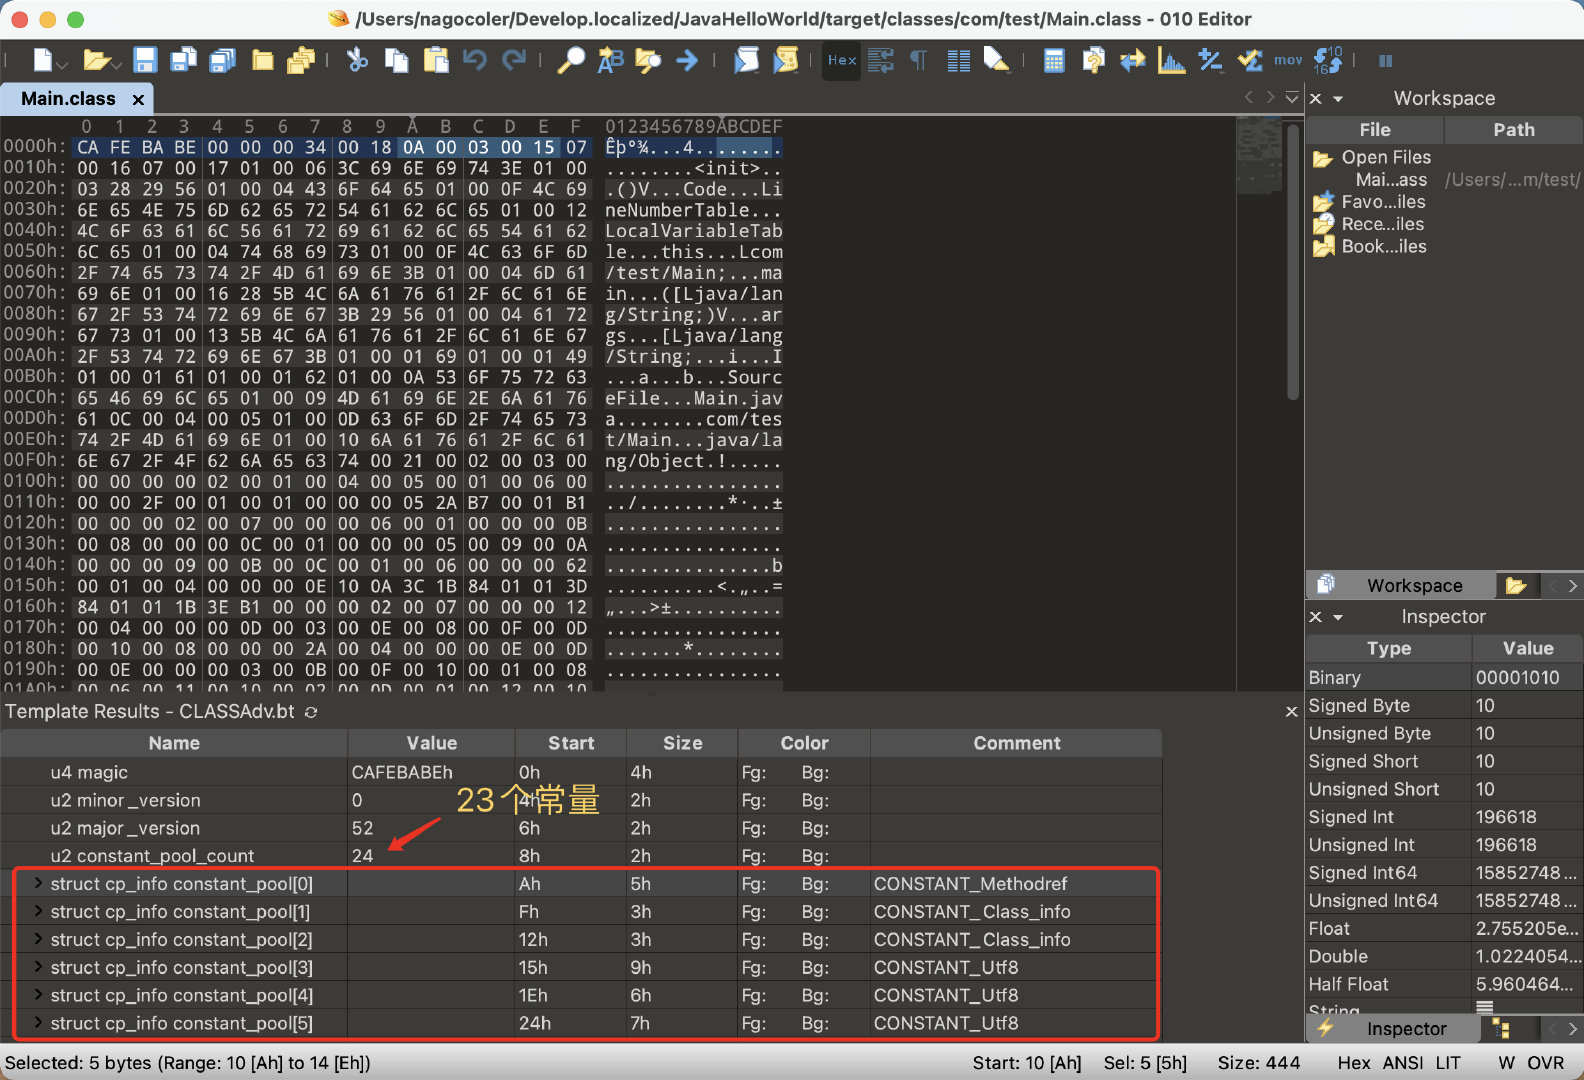 /Users/nagocoler/Develop.localized/JavaHelloWorld/target/classes/com/test/Main.class - 010 Editor
Hex
mov
10
16
Main.class ×
0 1 2 3 4 5 6 7 8 9 A B C D E F 0123456789ABCDEF
0000h: CA FE BA BE 00 00 00 34 00 18 0A 00 03 00 15 07 Êþº¾...4........
0010h: 00 16 07 00 17 01 00 06 3C 69 6E 69 74 3E 01 00 ........<init>..
0020h: 03 28 29 56 01 00 04 43 6F 64 65 01 00 0F 4C 69 .()V...Code...Li
0030h: 6E 65 4E 75 6D 62 65 72 54 61 62 6C 65 01 00 12 neNumberTable...
0040h: 4C 6F 63 61 6C 56 61 72 69 61 62 6C 65 54 61 62 LocalVariableTab
0050h: 6C 65 01 00 04 74 68 69 73 01 00 0F 4C 63 6F 6D le...this...Lcom
0060h: 2F 74 65 73 74 2F 4D 61 69 6E 3B 01 00 04 6D 61 /test/Main;...ma
0070h: 69 6E 01 00 16 28 5B 4C 6A 61 76 61 2F 6C 61 6E in...([Ljava/lan
0080h: 67 2F 53 74 72 69 6E 67 3B 29 56 01 00 04 61 72 g/String;)V...ar
0090h: 67 73 01 00 13 5B 4C 6A 61 76 61 2F 6C 61 6E 67 gs...[Ljava/lang
00A0h: 2F 53 74 72 69 6E 67 3B 01 00 01 69 01 00 01 49 /String;...i...I
00B0h: 01 00 01 61 01 00 01 62 01 00 0A 53 6F 75 72 63 ...a...b...Sourc
00C0h: 65 46 69 6C 65 01 00 09 4D 61 69 6E 2E 6A 61 76 eFile...Main.jav
00D0h: 61 0C 00 04 00 05 01 00 0D 63 6F 6D 2F 74 65 73 a........com/tes
00E0h: 74 2F 4D 61 69 6E 01 00 10 6A 61 76 61 2F 6C 61 t/Main...java/la
00F0h: 6E 67 2F 4F 62 6A 65 63 74 00 21 00 02 00 03 00 ng/Object.!.....
0100h: 00 00 00 00 02 00 01 00 04 00 05 00 01 00 06 00 ................
0110h: 00 00 2F 00 01 00 01 00 00 00 05 2A B7 00 01 B1 ../........*·..±
0120h: 00 00 00 02 00 07 00 00 00 06 00 01 00 00 00 0B ................
0130h: 00 08 00 00 00 0C 00 01 00 00 00 05 00 09 00 0A ................
0140h: 00 00 00 09 00 0B 00 0C 00 01 00 06 00 00 00 62 ...............b
0150h: 00 01 00 04 00 00 00 0E 10 0A 3C 1B 84 01 01 3D ..........<.„..=
0160h: 84 01 01 1B 3E B1 00 00 00 02 00 07 00 00 00 12 „...>±..........
0170h: 00 04 00 00 00 0D 00 03 00 0E 00 08 00 0F 00 0D ................
0180h: 00 10 00 08 00 00 00 2A 00 04 00 00 00 0E 00 0D .......*........
0190h: 00 0E 00 00 00 03 00 0B 00 0F 00 10 00 01 00 08 ................
01A0h: 00 06 00 11 00 10 00 02 00 0D 00 01 00 12 00 10
Template Results - CLASSAdv.bt
Name Value Start Size Color Comment
u4 magic CAFEBABEh 0h 4h Fg: Bg:
u2 minor_version 0 4h 2h Fg: Bg:
23个常量
u2 major_version 52 6h 2h Fg: Bg:
u2 constant_pool_count 24 8h 2h Fg: Bg:
> struct cp_info constant_pool[0] Ah 5h Fg: Bg: CONSTANT_Methodref
> struct cp_info constant_pool[1] Fh 3h Fg: Bg: CONSTANT_Class_info
> struct cp_info constant_pool[2] 12h 3h Fg: Bg: CONSTANT_Class_info
> struct cp_info constant_pool[3] 15h 9h Fg: Bg: CONSTANT_Utf8
> struct cp_info constant_pool[4] 1Eh 6h Fg: Bg: CONSTANT_Utf8
> struct cp_info constant_pool[5] 24h 7h Fg: Bg: CONSTANT_Utf8
Workspace
File Path
Open Files
Mai...ass /Users/...m/test/
Favo...iles
Rece...iles
Book...iles
Workspace
Inspector
Type Value
Binary 00001010
Signed Byte 10
Unsigned Byte 10
Signed Short 10
Unsigned Short 10
Signed Int 196618
Unsigned Int 196618
Signed Int64 15852748...
Unsigned Int64 15852748...
Float 2.755205e...
Double 1.0224054...
Half Float 5.960464...
String
Inspector
Selected: 5 bytes (Range: 10 [Ah] to 14 [Eh]) Start: 10 [Ah] Sel: 5 [5h] Size: 444 Hex ANSI LIT W OVR